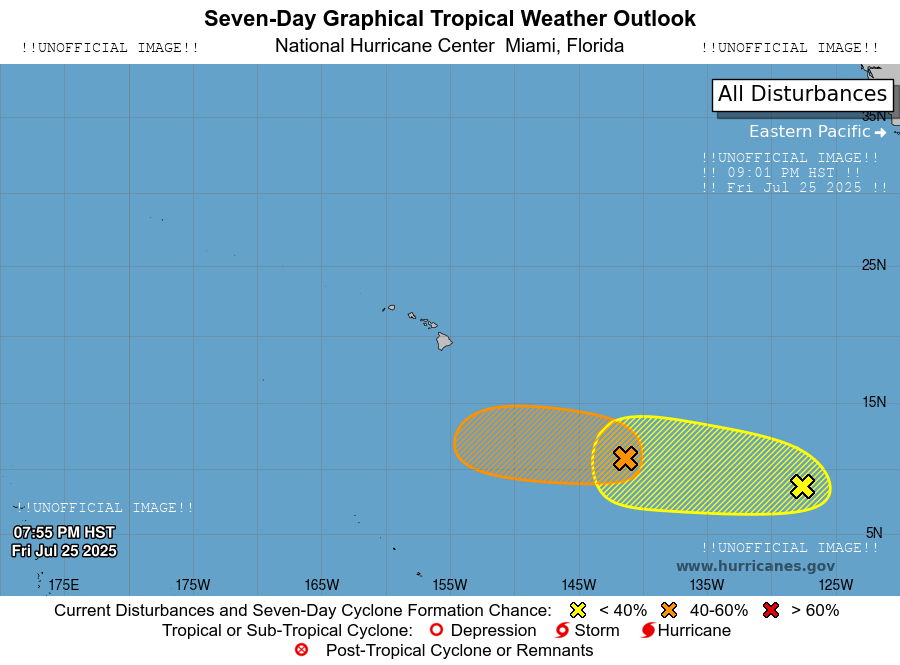 Seven-Day Graphical Tropical Weather Outlook
!!UNOFFICIAL IMAGE!! National Hurricane Center Miami, Florida !!UNOFFICIAL IMAGE!!
All Disturbances
35N
Eastern Pacific
!!UNOFFICIAL IMAGE!!
!! 09:01 PM HST !!
!! Fri Jul 25 2025 !!
25N
15N
!!UNOFFICIAL IMAGE!!
07:55 PM HST
Fri Jul 25 2025
5N
!!UNOFFICIAL IMAGE!!
www.hurricanes.gov
175E 175W 165W 155W 145W 135W 125W
Current Disturbances and Seven-Day Cyclone Formation Chance: < 40% 40-60% > 60%
Tropical or Sub-Tropical Cyclone: Depression Storm Hurricane
Post-Tropical Cyclone or Remnants